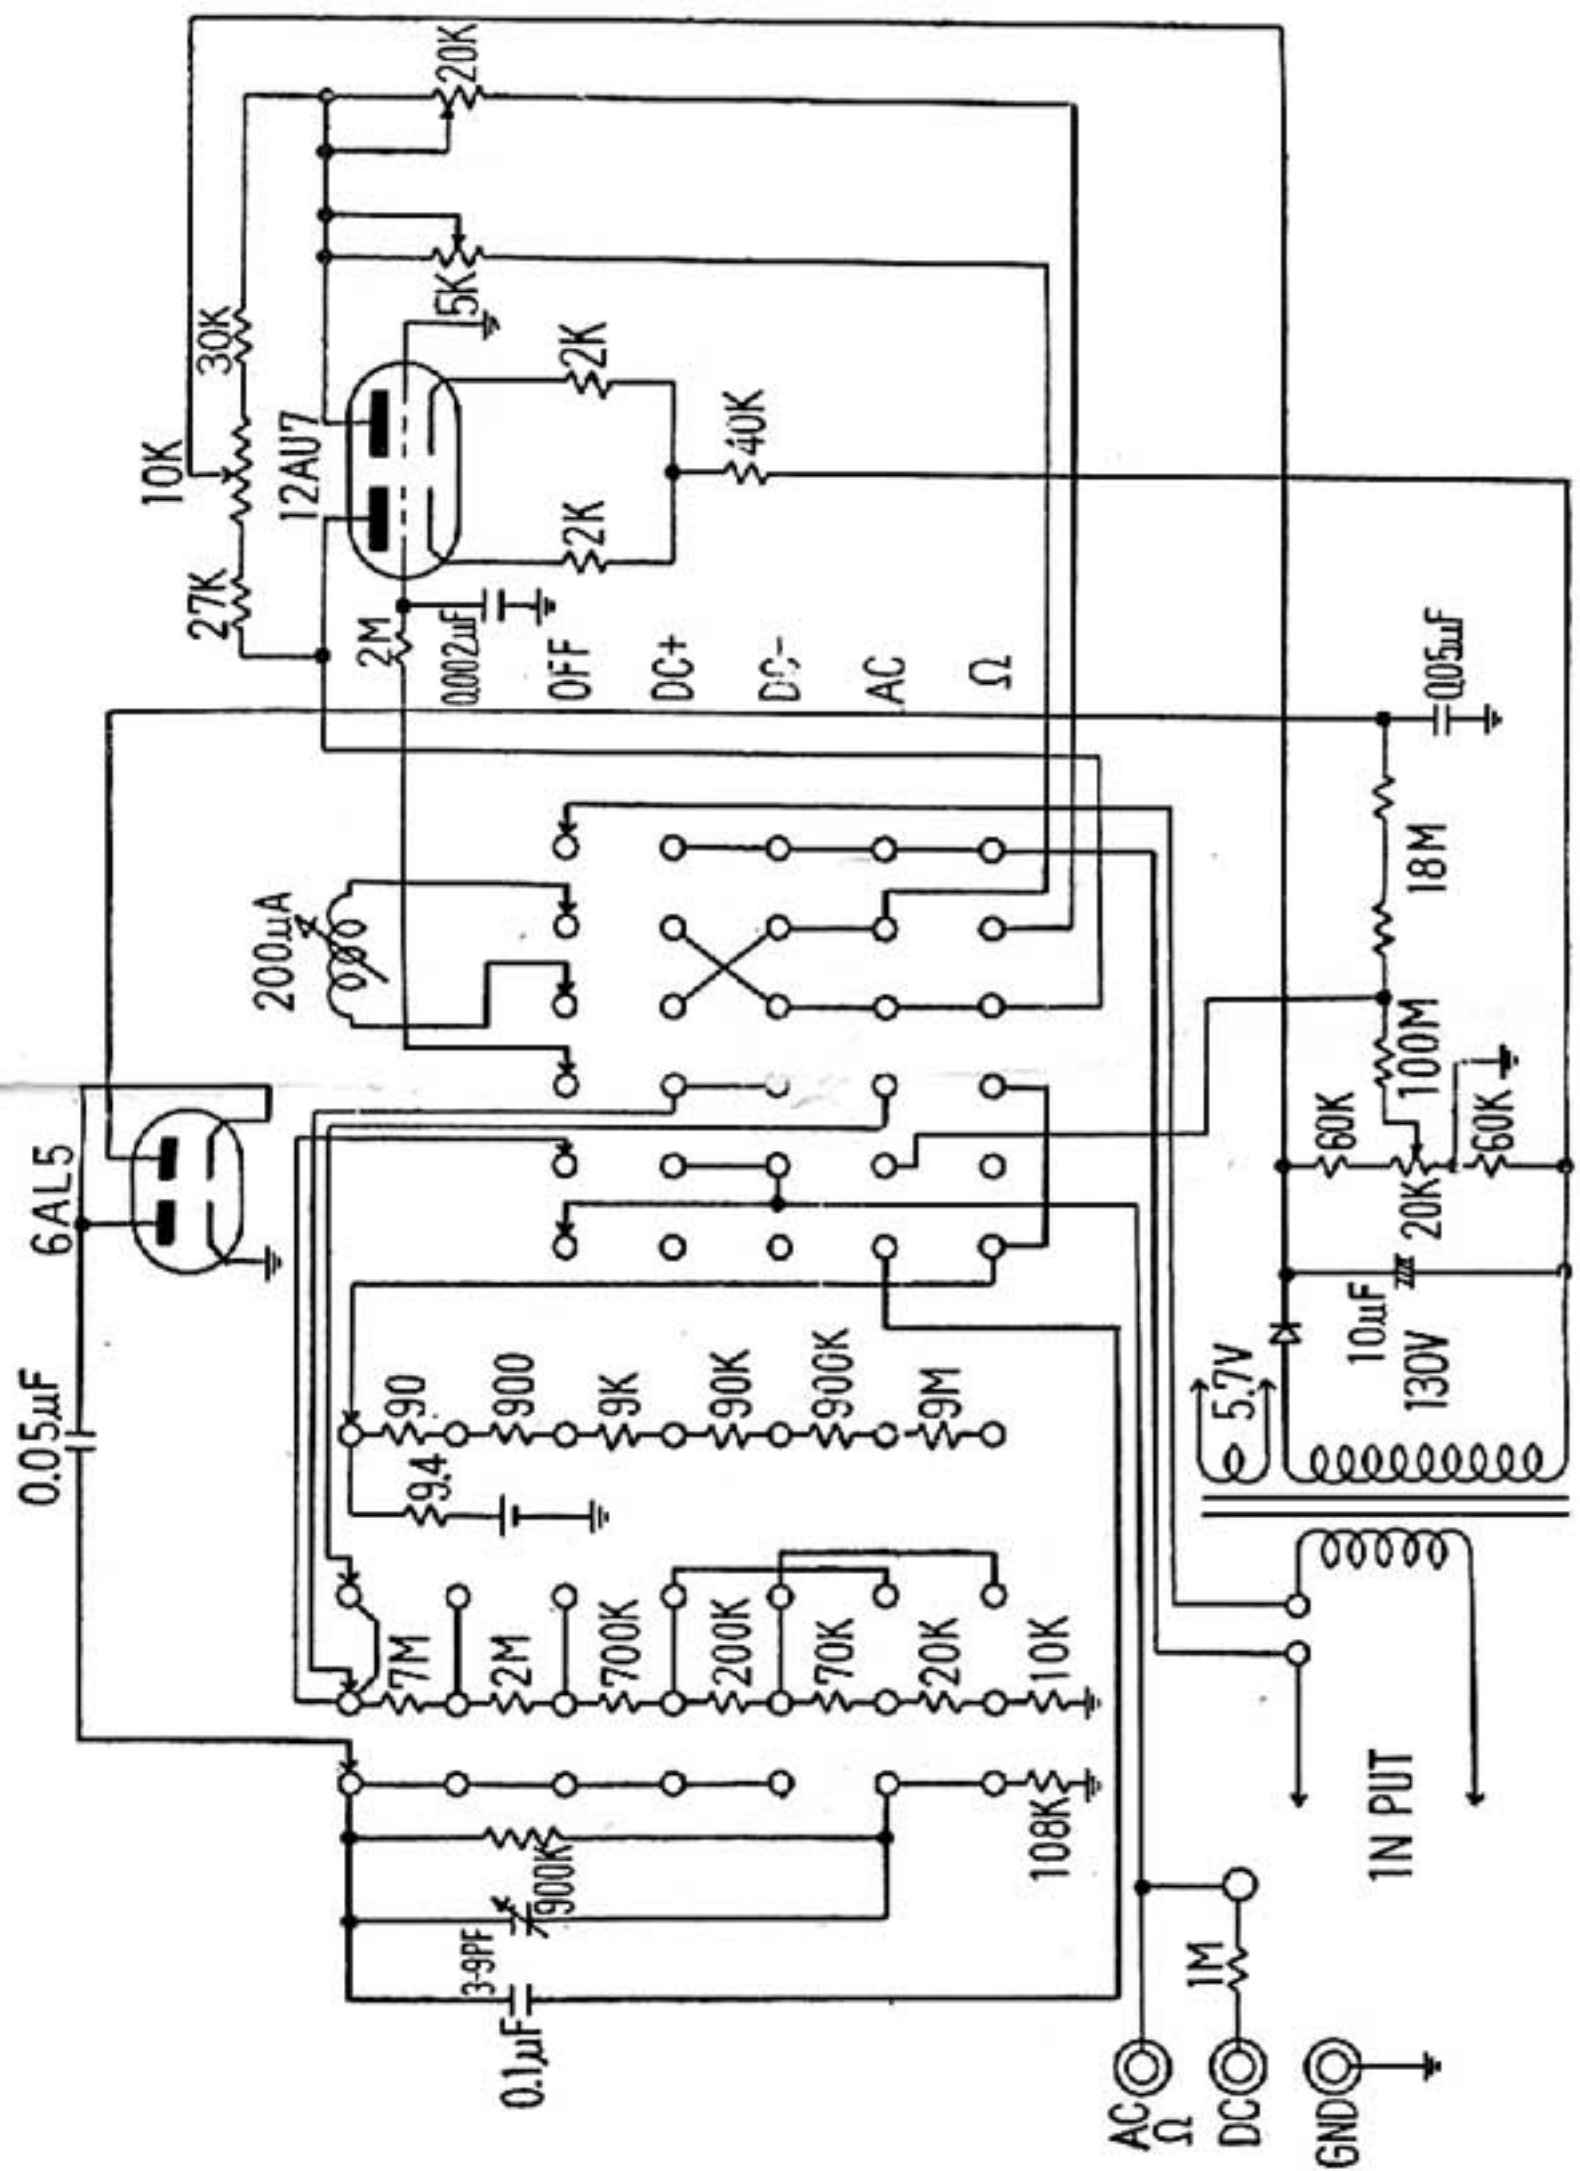 0.05µF
6AL5
200µA
27K
10K
30K
12AU7
2M
0.002µF
5K
20K
2K
2K
40K
OFF
DC+
DC-
AC
Ω
90
900
9K
90K
900K
9M
9.4
7M
2M
700K
200K
70K
20K
10K
108K
900K
3-9PF
0.1µF
AC
Ω
DC
GND
1M
1N PUT
5.7V
130V
10µF
60K
20K
60K
100M
18M
0.05µF